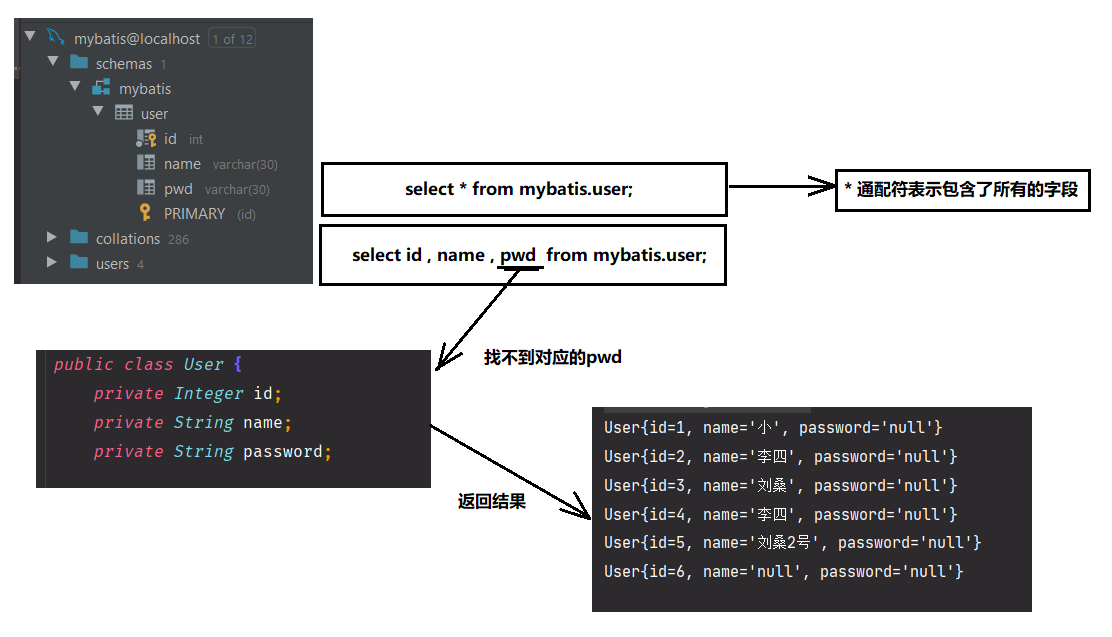 mybatis@localhost 1 of 12
schemas 1
mybatis
user
id int
name varchar(30)
pwd varchar(30)
PRIMARY (id)
collations 286
users 4
select * from mybatis.user;
* 通配符表示包含了所有的字段
select id , name , pwd from mybatis.user;
找不到对应的pwd
public class User {
private Integer id;
private String name;
private String password;
返回结果
User{id=1, name='小', password='null'}
User{id=2, name='李四', password='null'}
User{id=3, name='刘桑', password='null'}
User{id=4, name='李四', password='null'}
User{id=5, name='刘桑2号', password='null'}
User{id=6, name='null', password='null'}